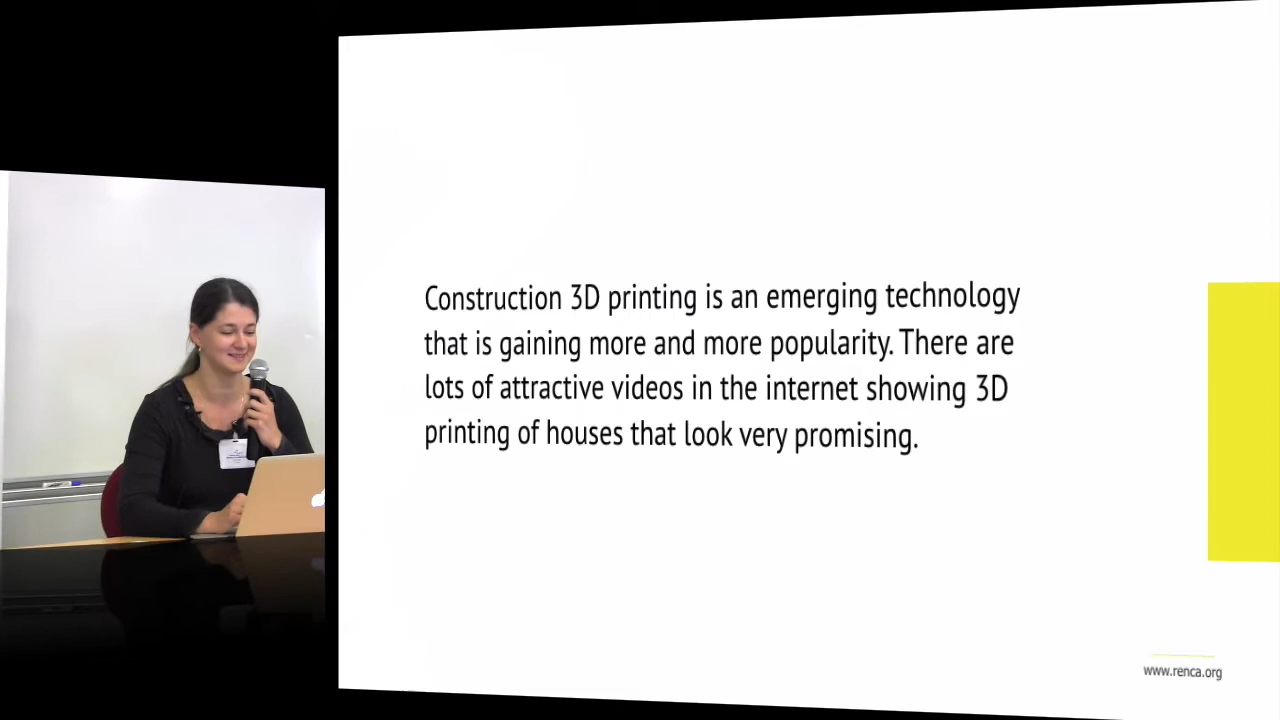 Construction 3D printing is an emerging technology
that is gaining more and more popularity. There are
lots of attractive videos in the internet showing 3D
printing of houses that look very promising.
www.renca.org